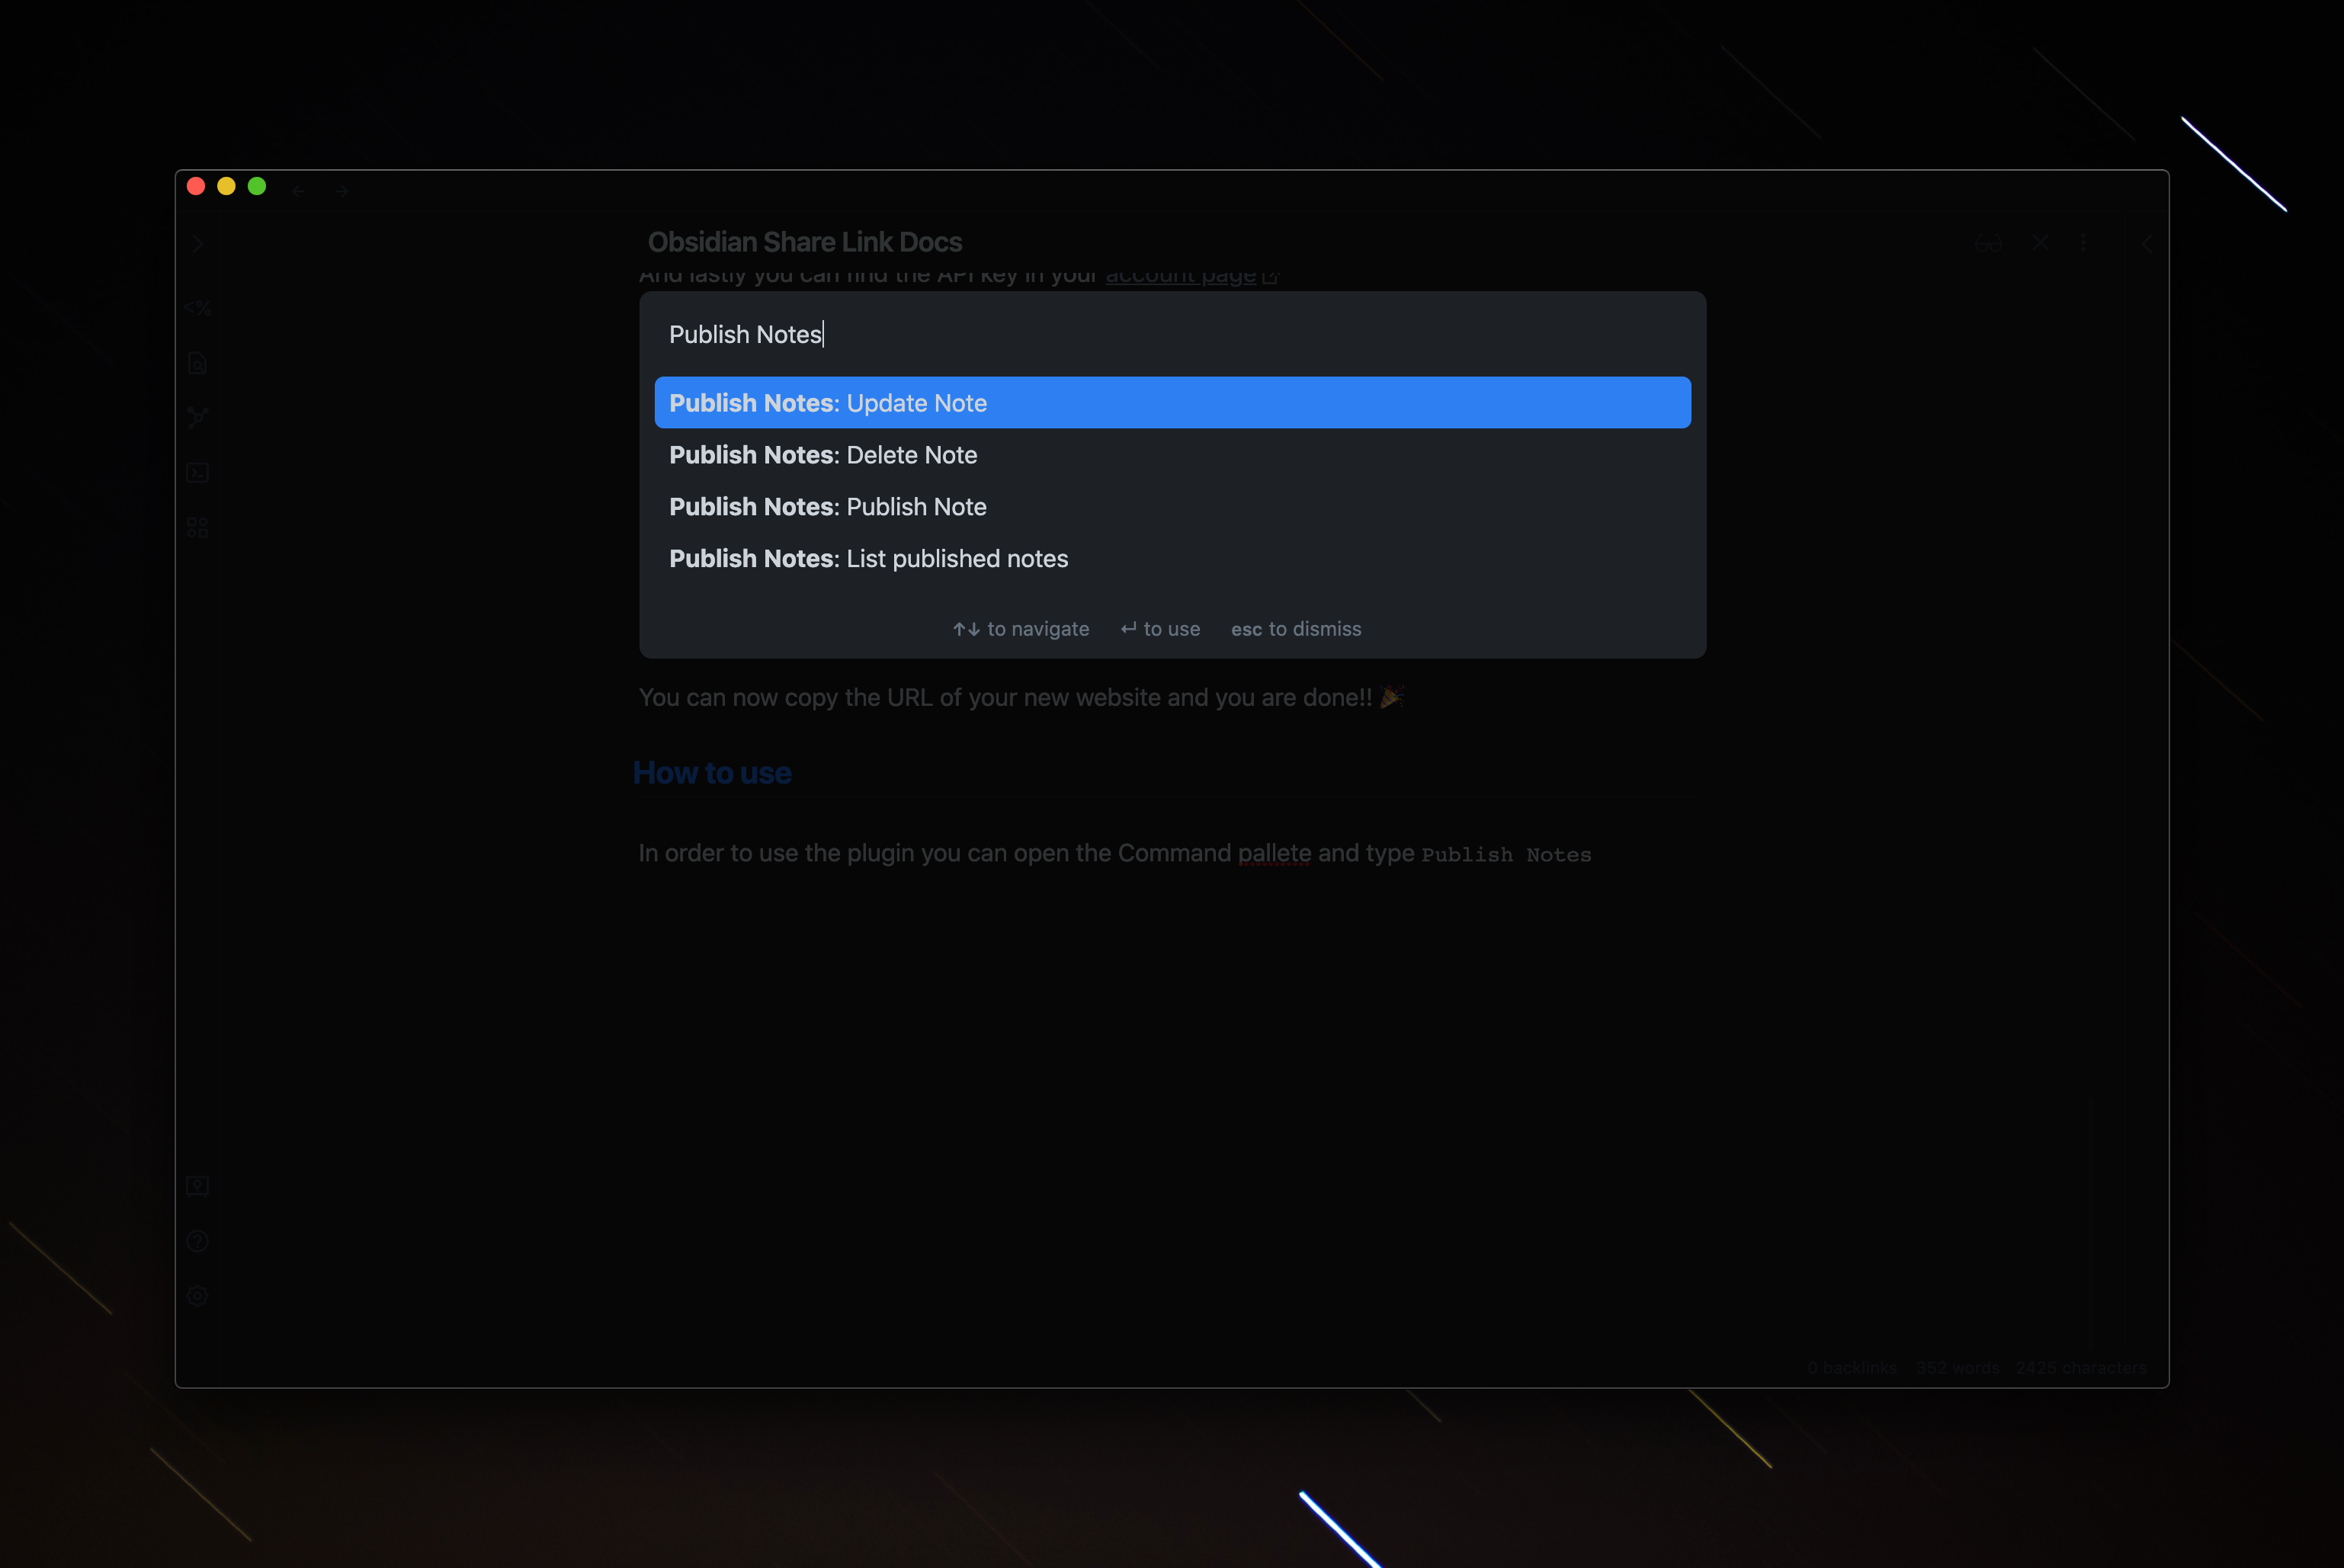 Obsidian Share Link Docs
And lastly you can find the API key in your account page
Publish Notes
Publish Notes: Update Note
Publish Notes: Delete Note
Publish Notes: Publish Note
Publish Notes: List published notes
↑↓ to navigate ↵ to use esc to dismiss
You can now copy the URL of your new website and you are done!! 🎉
How to use
In order to use the plugin you can open the Command pallete and type Publish Notes
0 backlinks 352 words 2425 characters